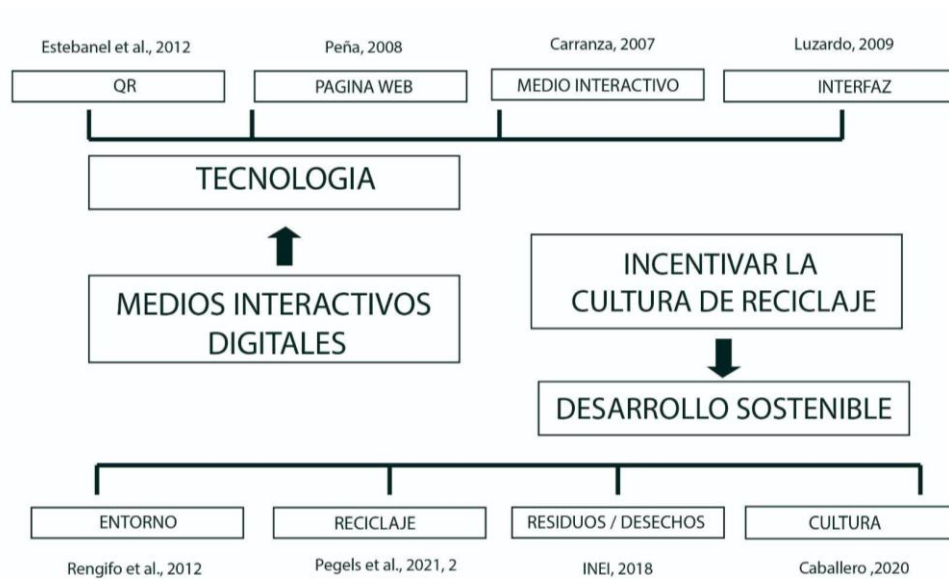 Estebanel et al., 2012
Peña, 2008
Carranza, 2007
Luzardo, 2009
QR
PAGINA WEB
MEDIO INTERACTIVO
INTERFAZ
TECNOLOGIA
MEDIOS INTERACTIVOS
DIGITALES
INCENTIVAR LA
CULTURA DE RECICLAJE
DESARROLLO SOSTENIBLE
ENTORNO
RECICLAJE
RESIDUOS / DESECHOS
CULTURA
Rengifo et al., 2012
Pegels et al., 2021, 2
INEI, 2018
Caballero ,2020